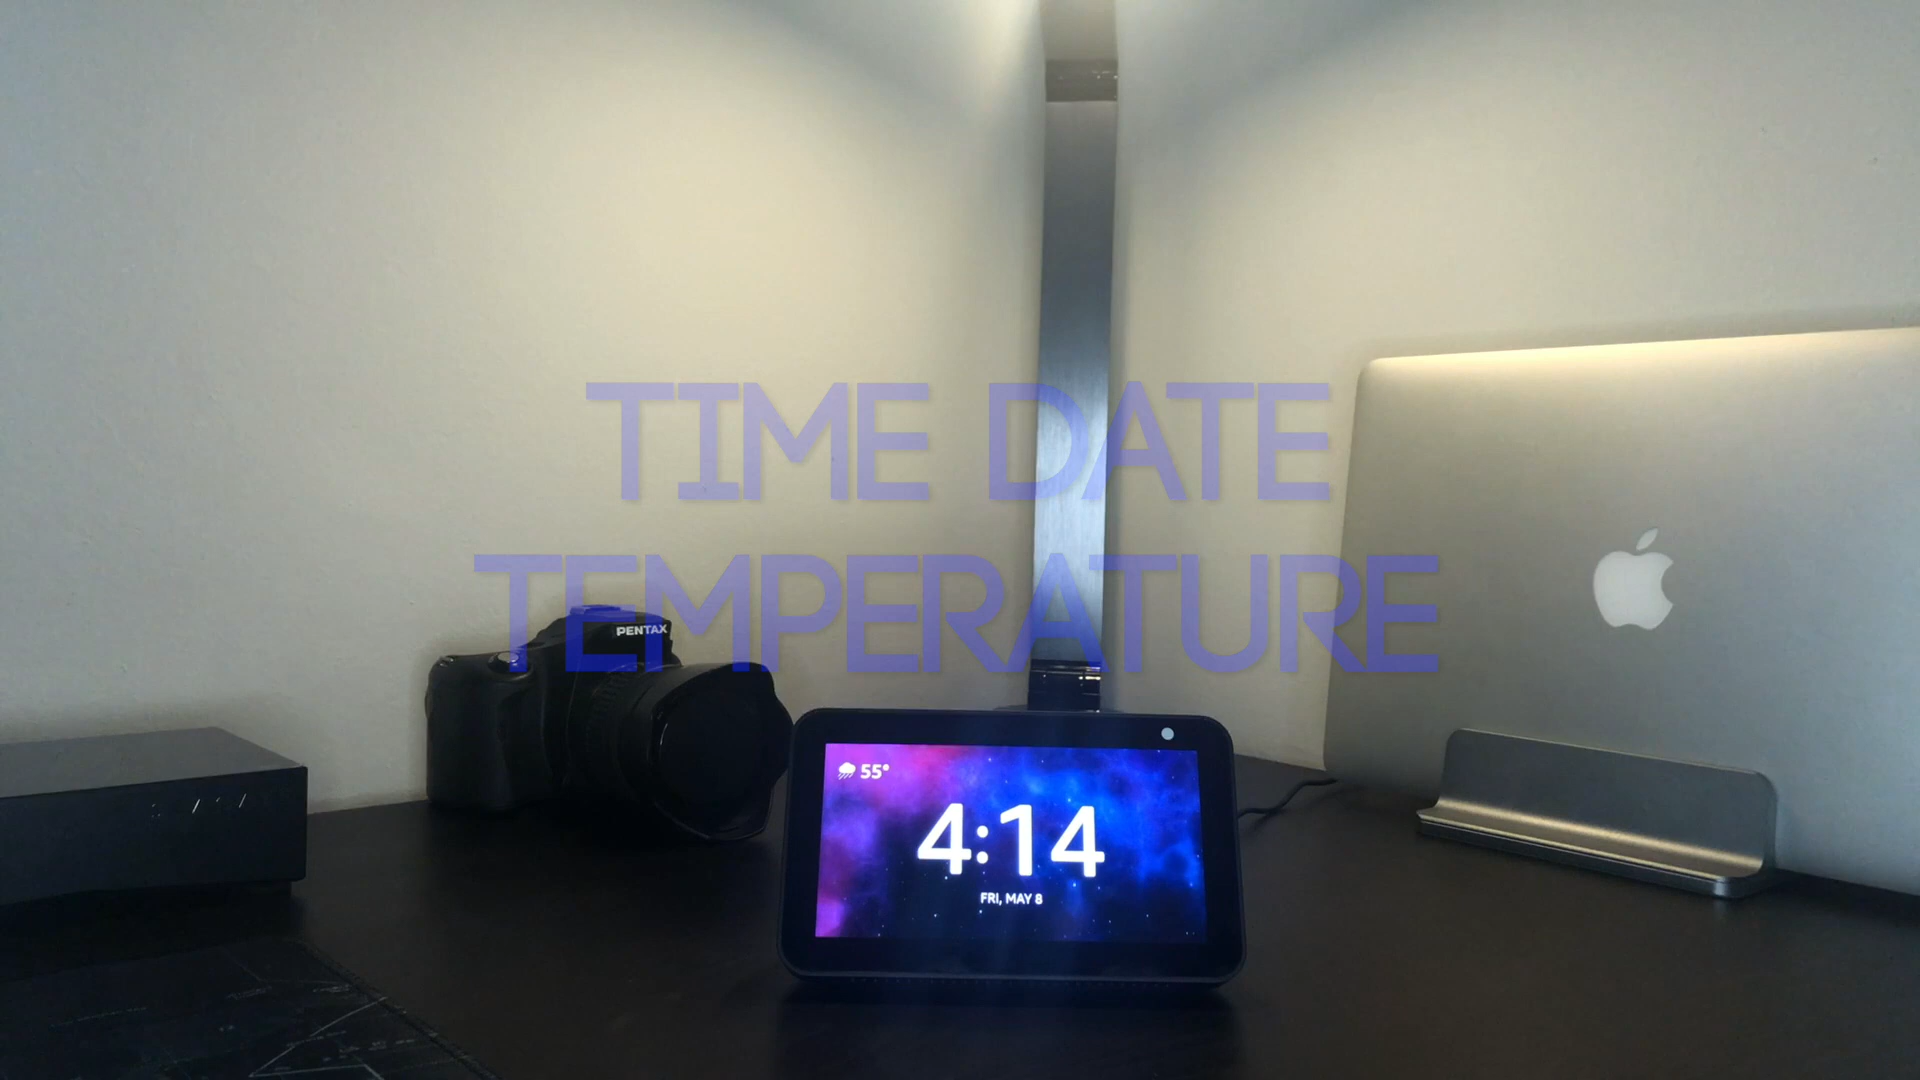 TIME DATE
TEMPERATURE
PENTAX
55°
4:14
FRI, MAY 8